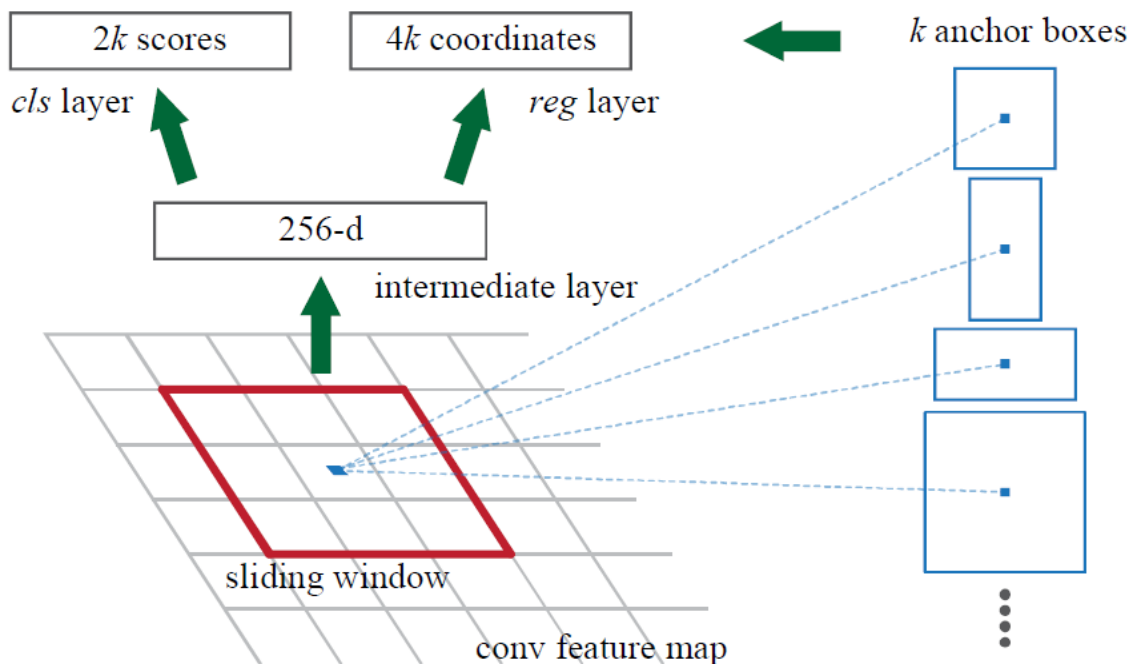 2k scores
4k coordinates
k anchor boxes
cls layer
reg layer
256-d
intermediate layer
sliding window
conv feature map